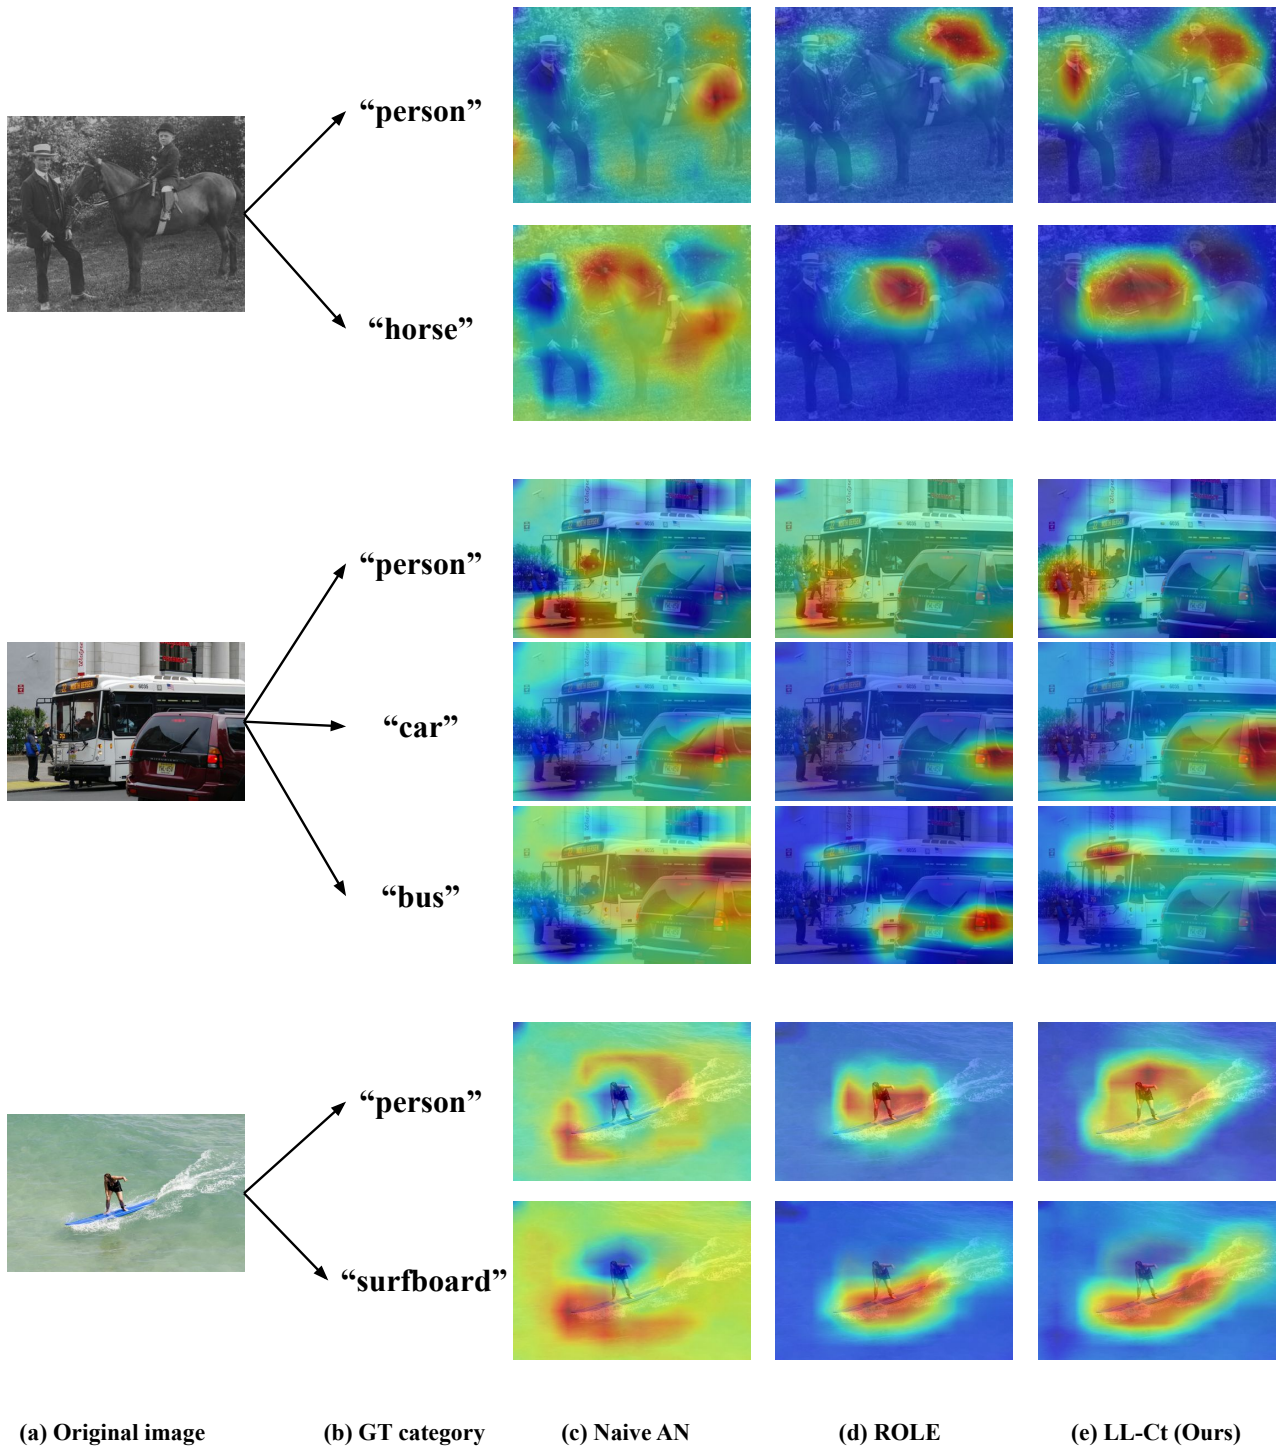 “person”
“horse”
“person”
“car”
“bus”
“person”
“surfboard”
(a) Original image
(b) GT category
(c) Naive AN
(d) ROLE
(e) LL-Ct (Ours)